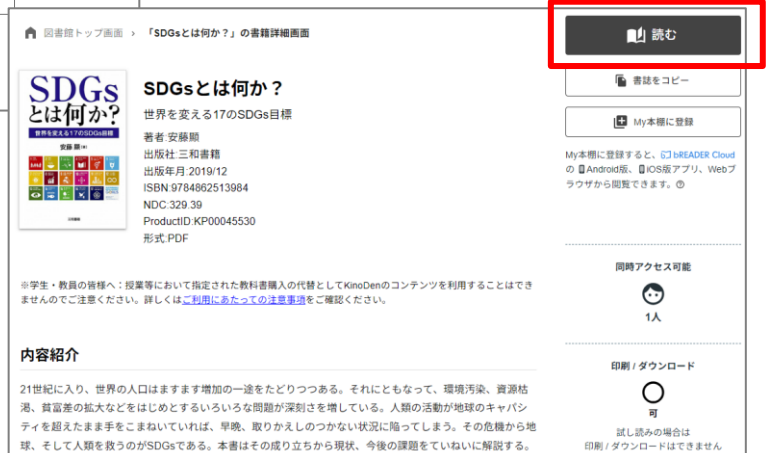 図書館トップ画面 › 「SDGsとは何か？」の書籍詳細画面
SDGs
とは何か?
世界を変える17のSDGs目標
安藤 顯
三和書籍
SDGsとは何か？
世界を変える17のSDGs目標
著者:安藤顯
出版社:三和書籍
出版年月:2019/12
ISBN:9784862513984
NDC:329.39
ProductID:KP00045530
形式:PDF
※学生・教員の皆様へ：授業等において指定された教科書購入の代替としてKinoDenのコンテンツを利用することはでき
ませんのでご注意ください。詳しくはご利用にあたっての注意事項をご確認ください。
内容紹介
21世紀に入り、世界の人口はますます増加の一途をたどりつつある。それにともなって、環境汚染、資源枯
渇、貧富差の拡大などをはじめとするいろいろな問題が深刻さを増している。人類の活動が地球のキャパシ
ティを超えたまま手をこまねいていれば、早晩、取りかえしのつかない状況に陥ってしまう。その危機から地
球、そして人類を救うのがSDGsである。本書はその成り立ちから現状、今後の課題をていねいに解説する。
読む
書誌をコピー
My本棚に登録
My本棚に登録すると、bREADER Cloud
の Android版、iOS版アプリ、Webブ
ラウザから閲覧できます。
同時アクセス可能
1人
印刷 / ダウンロード
可
試し読みの場合は
印刷 / ダウンロードはできません